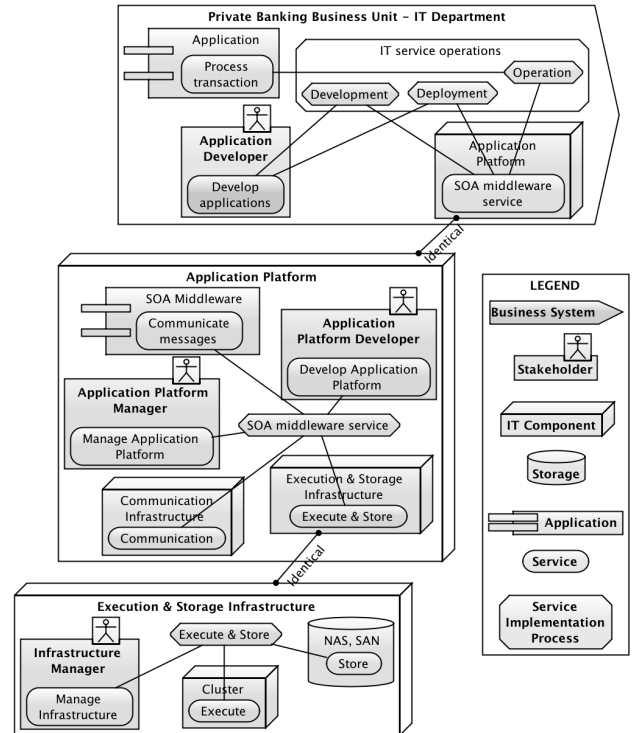 Private Banking Business Unit – IT Department
Application
Process
transaction
IT service operations
Operation
Development
Deployment
Application
Developer
Develop
applications
Application
Platform
SOA middleware
service
Identical
Application Platform
SOA Middleware
Communicate
messages
Application
Platform Developer
Develop Application
Platform
Application Platform
Manager
Manage Application
Platform
SOA middleware service
Communication
Infrastructure
Communication
Execution & Storage
Infrastructure
Execute & Store
Identical
Execution & Storage Infrastructure
Infrastructure
Manager
Manage
Infrastructure
Execute & Store
Cluster
Execute
NAS, SAN
Store
LEGEND
Business System
Stakeholder
IT Component
Storage
Application
Service
Service
Implementation
Process